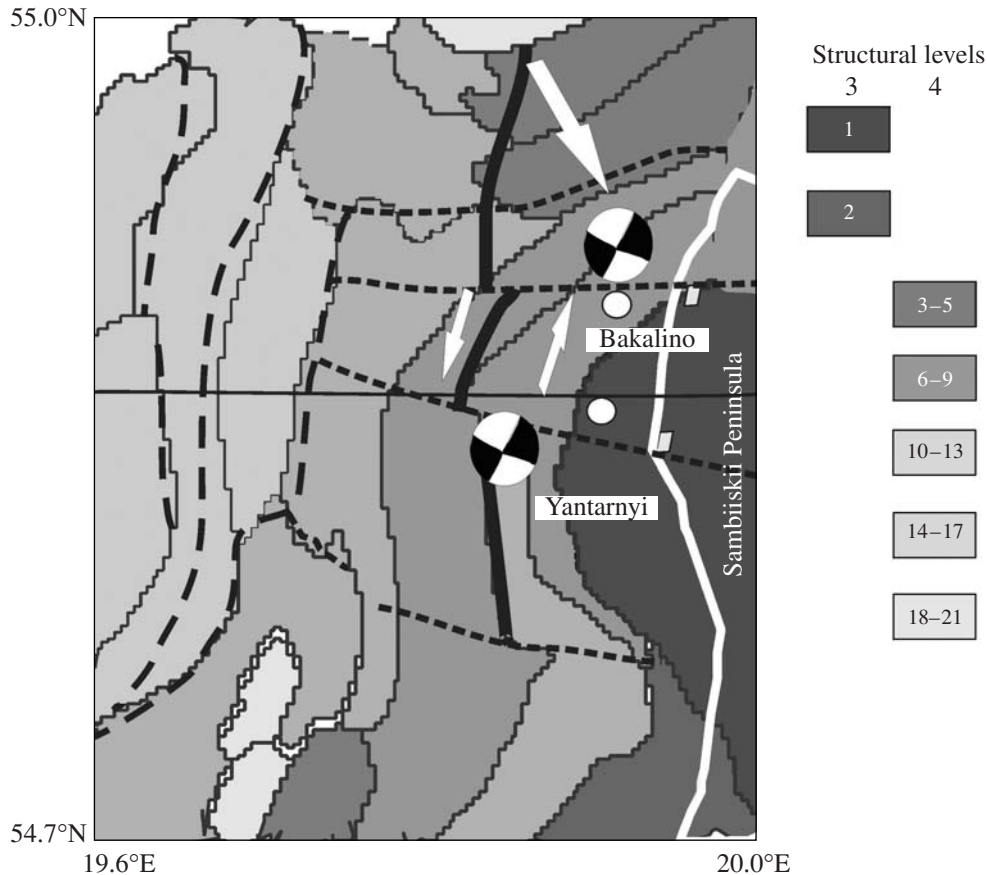 55.0°N
Structural levels
3 4
1
2
3–5
Bakalino
6–9
Sambiiskii Peninsula
10–13
Yantarnyi
14–17
18–21
54.7°N
19.6°E 20.0°E